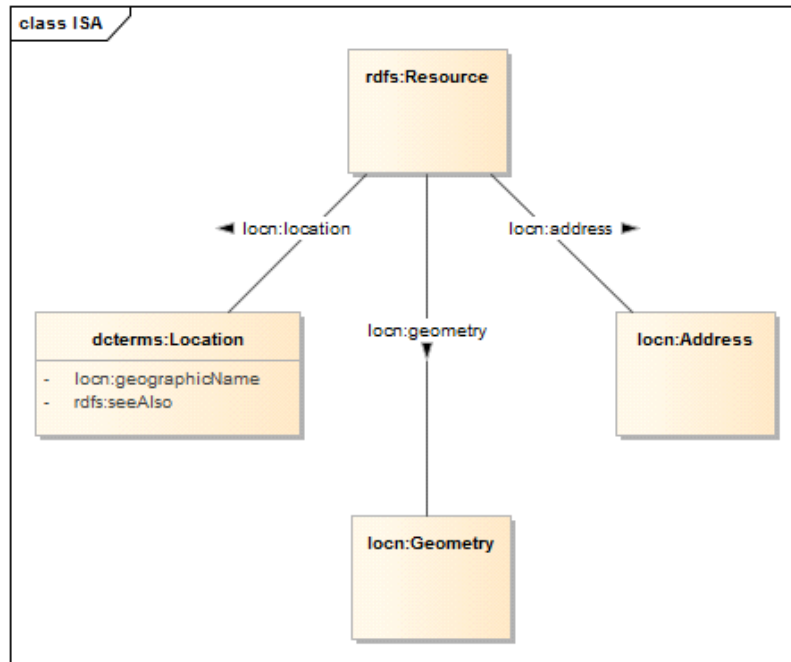 class ISA
rdfs:Resource
locn:location
locn:address
locn:geometry
dcterms:Location
- locn:geographicName
- rdfs:seeAlso
locn:Address
locn:Geometry